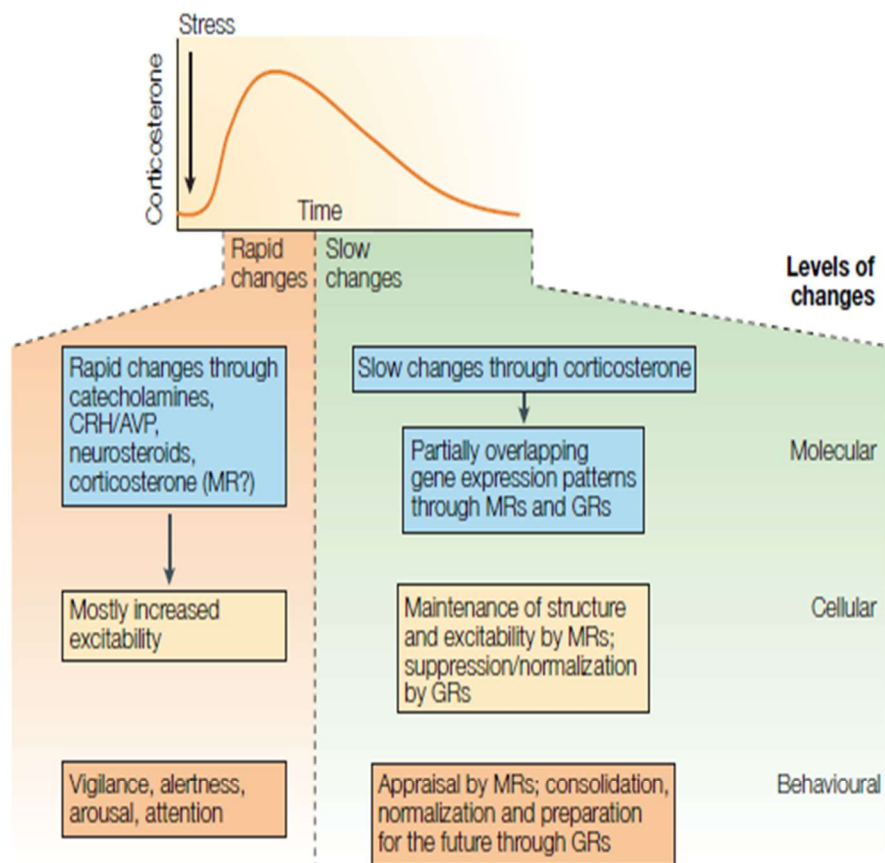 Stress
Corticosterone
Time
Rapid
changes
Slow
changes
Levels of
changes
Rapid changes through
catecholamines,
CRH/AVP,
neurosteroids,
corticosterone (MR?)
Slow changes through corticosterone
Partially overlapping
gene expression patterns
through MRs and GRs
Molecular
Mostly increased
excitability
Maintenance of structure
and excitability by MRs;
suppression/normalization
by GRs
Cellular
Vigilance, alertness,
arousal, attention
Appraisal by MRs; consolidation,
normalization and preparation
for the future through GRs
Behavioural